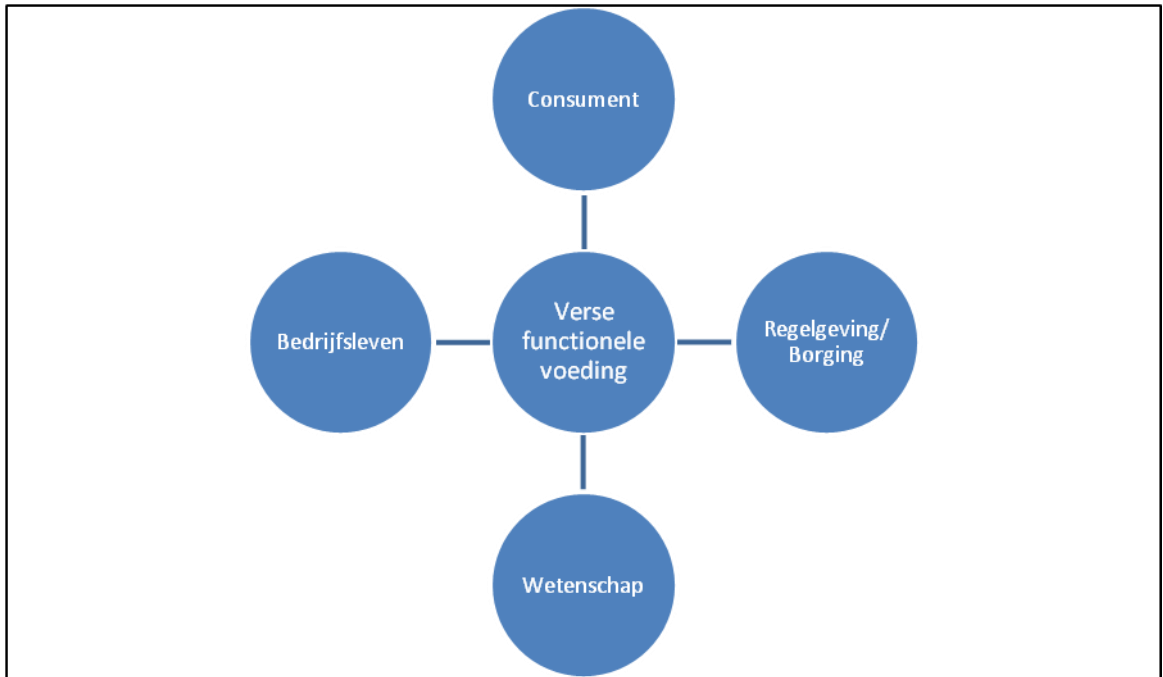 Consument
Bedrijfsleven
Verse
functionele
voeding
Regelgeving/
Borging
Wetenschap